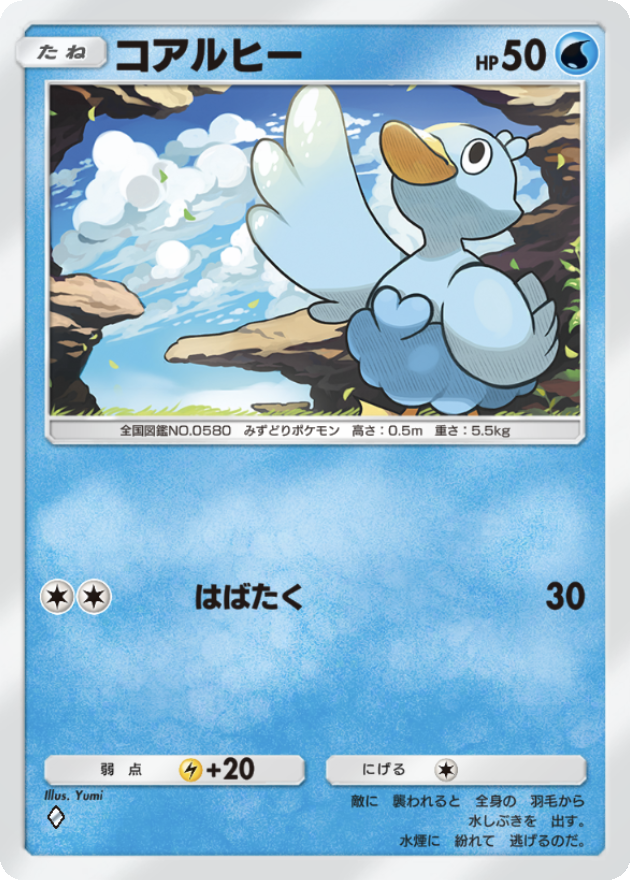 たね コアルヒー HP50
全国図鑑NO.0580 みずどりポケモン 高さ:0.5m 重さ:5.5kg
はばたく 30
弱点 +20 にげる
Illus. Yumi
敵に 襲われると 全身の 羽毛から
水しぶきを 出す。
水煙に 紛れて 逃げるのだ。